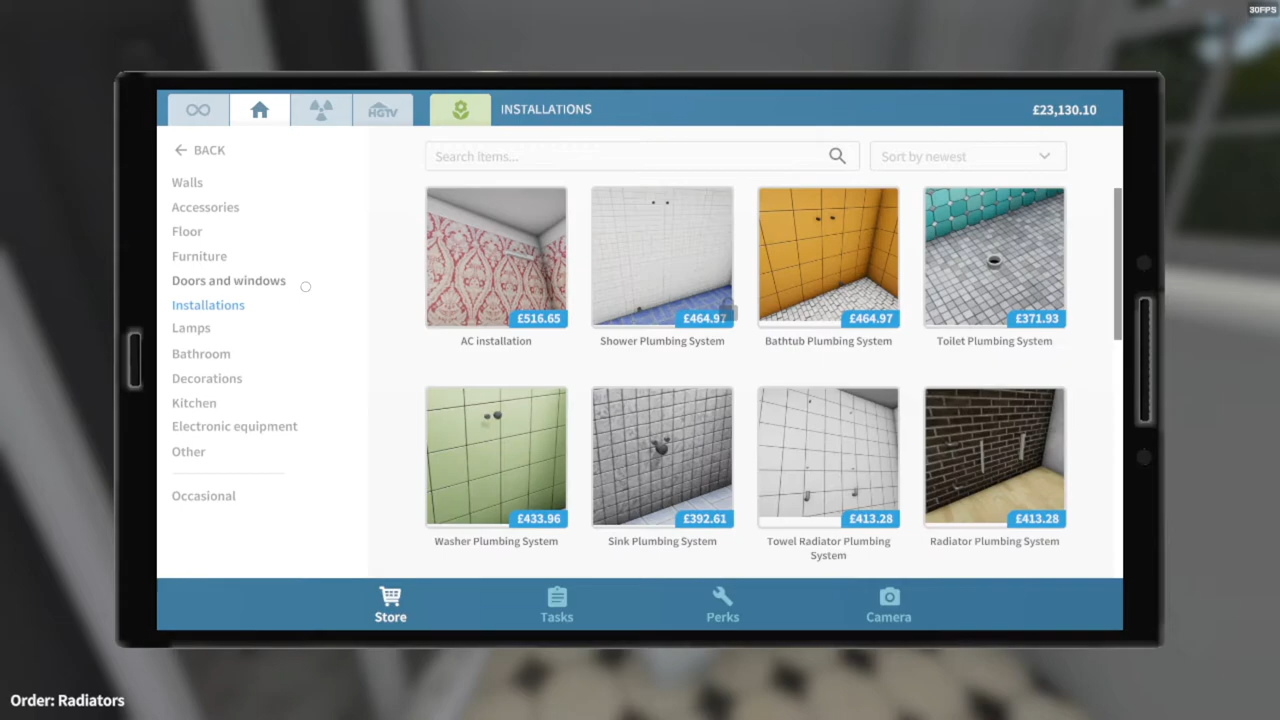 30FPS
HGTV
INSTALLATIONS
£23,130.10
BACK
Search items...
Sort by newest
Walls
Accessories
Floor
Furniture
Doors and windows
Installations
Lamps
Bathroom
Decorations
Kitchen
Electronic equipment
Other
Occasional
£516.65
£464.97
£464.97
£371.93
AC installation
Shower Plumbing System
Bathtub Plumbing System
Toilet Plumbing System
£433.96
£392.61
£413.28
£413.28
Washer Plumbing System
Sink Plumbing System
Towel Radiator Plumbing
System
Radiator Plumbing System
Store
Tasks
Perks
Camera
Order: Radiators